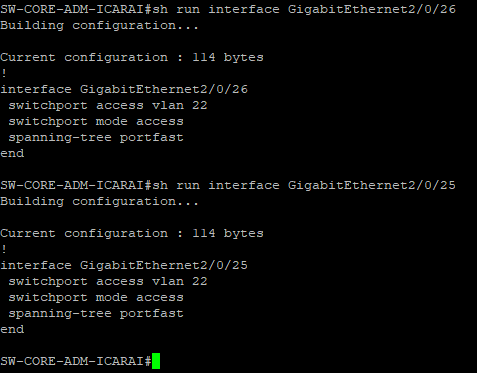 SW-CORE-ADM-ICARAI#sh run interface GigabitEthernet2/0/26
Building configuration...
Current configuration : 114 bytes
!
interface GigabitEthernet2/0/26
switchport access vlan 22
switchport mode access
spanning-tree portfast
end
SW-CORE-ADM-ICARAI#sh run interface GigabitEthernet2/0/25
Building configuration...
Current configuration : 114 bytes
!
interface GigabitEthernet2/0/25
switchport access vlan 22
switchport mode access
spanning-tree portfast
end
SW-CORE-ADM-ICARAI#